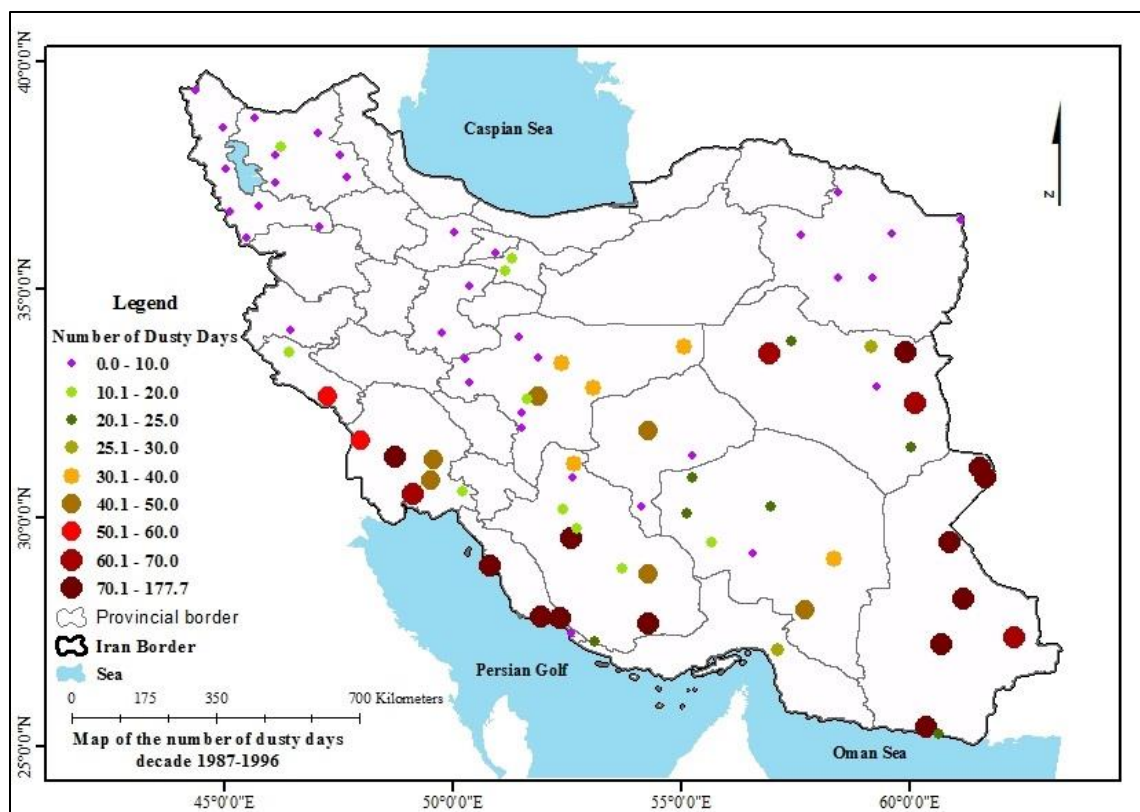 40°0'0"N
35°0'0"N
30°0'0"N
25°0'0"N
Caspian Sea
N
Legend
Number of Dusty Days
0.0 - 10.0
10.1 - 20.0
20.1 - 25.0
25.1 - 30.0
30.1 - 40.0
40.1 - 50.0
50.1 - 60.0
60.1 - 70.0
70.1 - 177.7
Provincial border
Iran Border
Sea
0 175 350 700 Kilometers
Map of the number of dusty days
decade 1987-1996
Persian Golf
Oman Sea
45°0'0"E 50°0'0"E 55°0'0"E 60°0'0"E